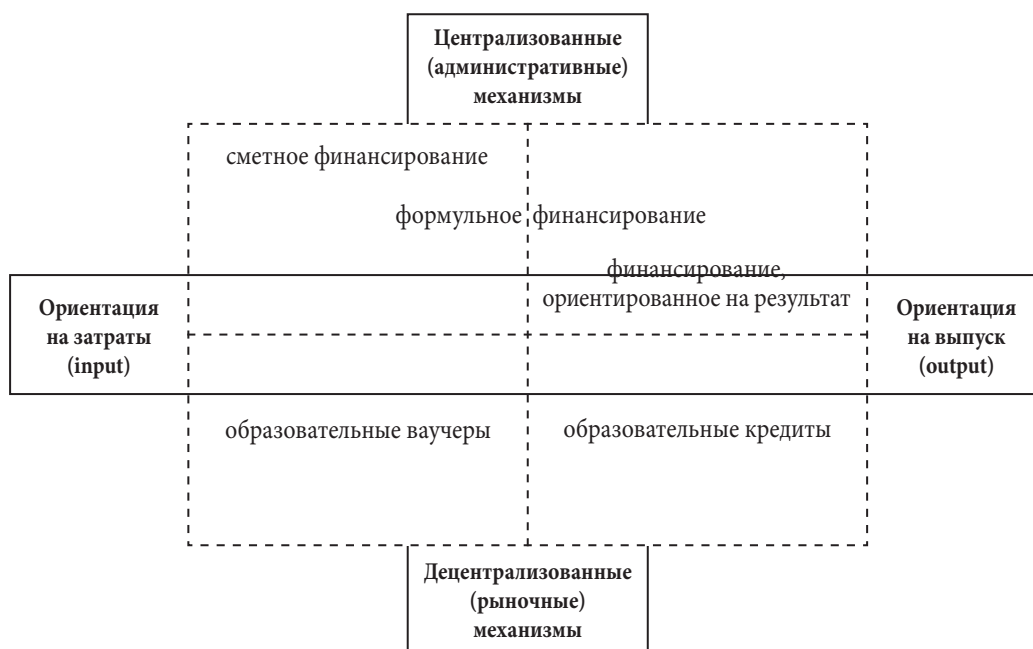 Централизованные
(административные)
механизмы
сметное финансирование
формульное финансирование
финансирование,
ориентированное на результат
Ориентация
на затраты
(input)
Ориентация
на выпуск
(output)
образовательные ваучеры
образовательные кредиты
Децентрализованные
(рыночные)
механизмы